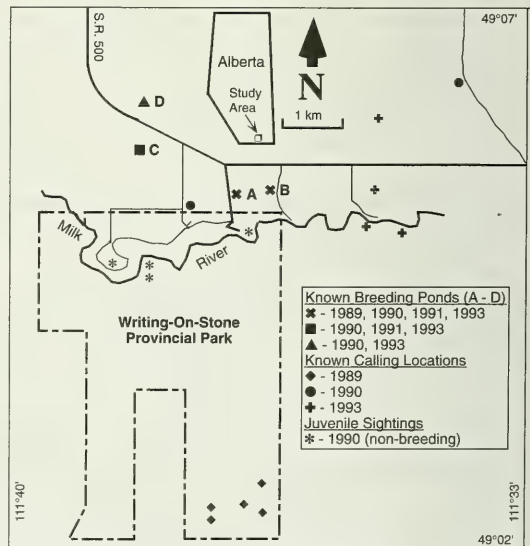 49°07'
S.R. 500
Alberta
Study
Area
N
1 km
D
C
A
B
Milk
River
Writing-On-Stone
Provincial Park
Known Breeding Ponds (A - D)
✖ - 1989, 1990, 1991, 1993
■ - 1990, 1991, 1993
▲ - 1990, 1993
Known Calling Locations
◆ - 1989
● - 1990
✚ - 1993
Juvenile Sightings
* - 1990 (non-breeding)
111°40'
111°33'
49°02'